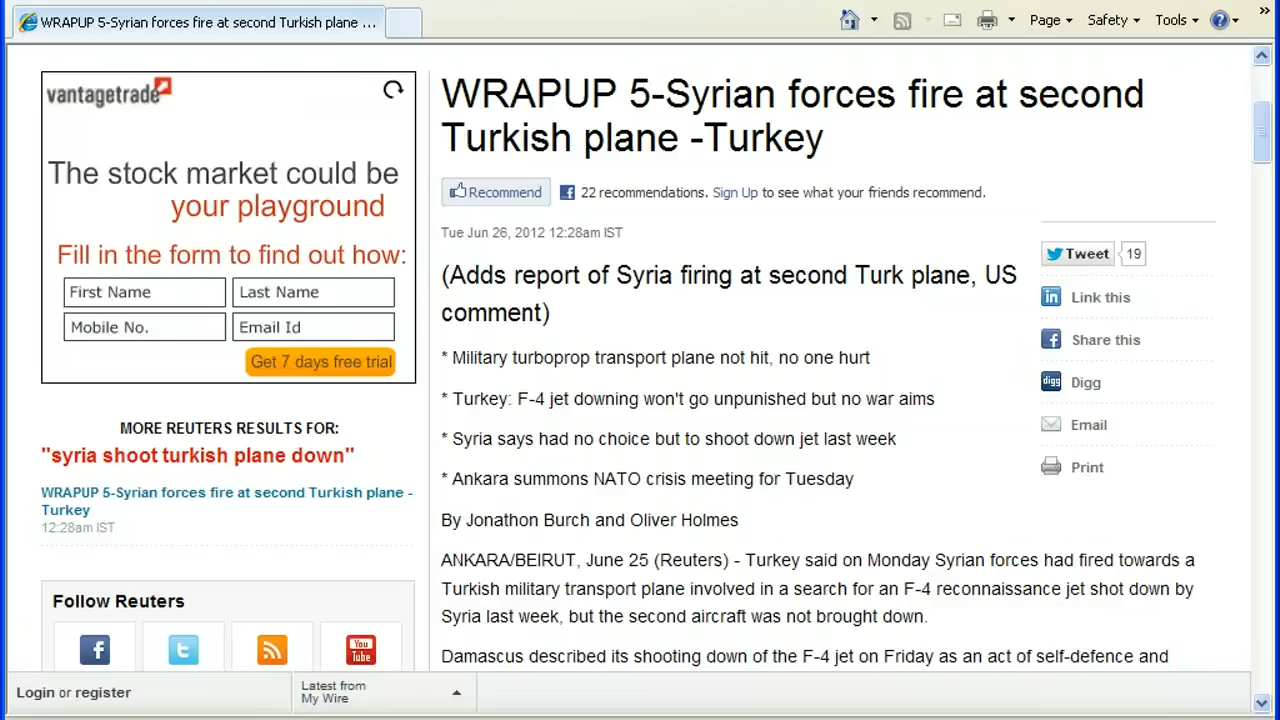 WRAPUP 5-Syrian forces fire at second Turkish plane ...
Page
Safety
Tools
vantagetrade
The stock market could be
your playground
Fill in the form to find out how:
First Name
Last Name
Mobile No.
Email Id
Get 7 days free trial
MORE REUTERS RESULTS FOR:
"syria shoot turkish plane down"
WRAPUP 5-Syrian forces fire at second Turkish plane -
Turkey
12:28am IST
Follow Reuters
You
Tube
WRAPUP 5-Syrian forces fire at second
Turkish plane -Turkey
Recommend
22 recommendations. Sign Up to see what your friends recommend.
Tue Jun 26, 2012 12:28am IST
(Adds report of Syria firing at second Turk plane, US
comment)
* Military turboprop transport plane not hit, no one hurt
* Turkey: F-4 jet downing won't go unpunished but no war aims
* Syria says had no choice but to shoot down jet last week
* Ankara summons NATO crisis meeting for Tuesday
By Jonathon Burch and Oliver Holmes
ANKARA/BEIRUT, June 25 (Reuters) - Turkey said on Monday Syrian forces had fired towards a
Turkish military transport plane involved in a search for an F-4 reconnaissance jet shot down by
Syria last week, but the second aircraft was not brought down.
Damascus described its shooting down of the F-4 jet on Friday as an act of self-defence and
Tweet
19
Link this
Share this
digg
Digg
Email
Print
Login or register
Latest from
My Wire